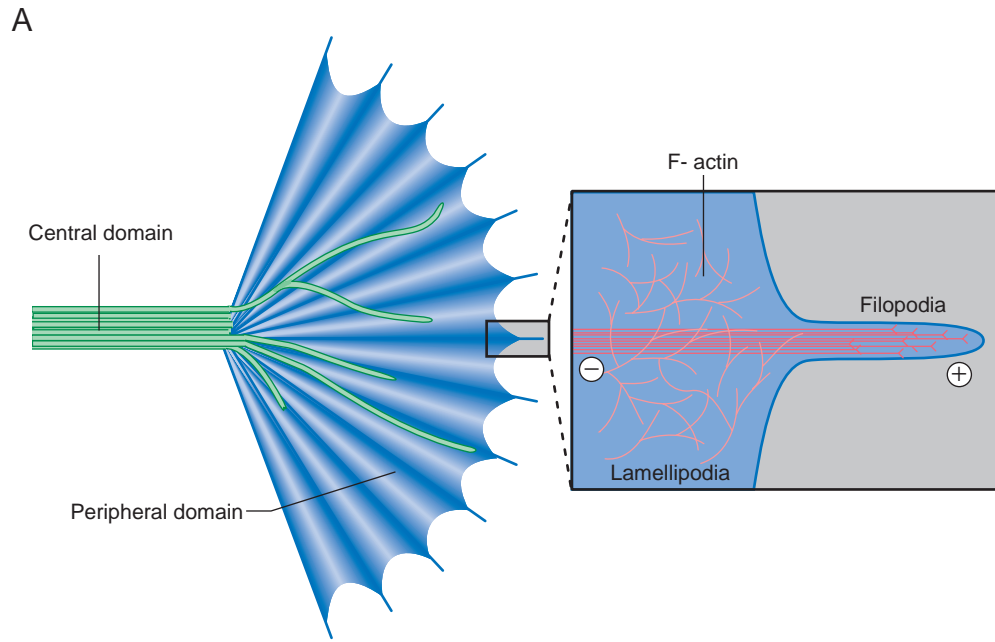 A
F- actin
Central domain
Filopodia
−
+
Lamellipodia
Peripheral domain